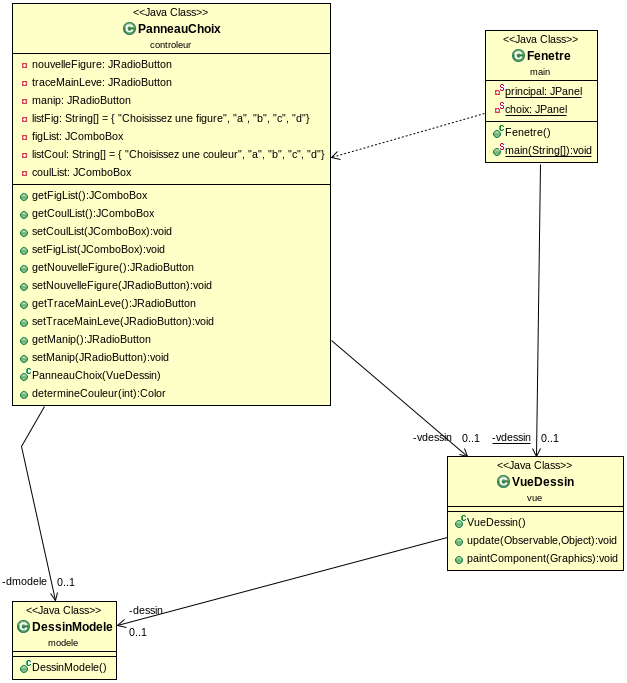 <<Java Class>>
PanneauChoix
controleur
nouvelleFigure: JRadioButton
traceMainLeve: JRadioButton
manip: JRadioButton
listFig: String[] = { "Choisissez une figure", "a", "b", "c", "d"}
figList: JComboBox
listCoul: String[] = { "Choisissez une couleur", "a", "b", "c", "d"}
coulList: JComboBox
getFigList():JComboBox
getCoulList():JComboBox
setCoulList(JComboBox):void
setFigList(JComboBox):void
getNouvelleFigure():JRadioButton
setNouvelleFigure(JRadioButton):void
getTraceMainLeve():JRadioButton
setTraceMainLeve(JRadioButton):void
getManip():JRadioButton
setManip(JRadioButton):void
PanneauChoix(VueDessin)
determineCouleur(int):Color
<<Java Class>>
Fenetre
main
principal: JPanel
choix: JPanel
Fenetre()
main(String[]):void
-vdessin 0..1
-vdessin 0..1
<<Java Class>>
VueDessin
vue
VueDessin()
update(Observable,Object):void
paintComponent(Graphics):void
-dmodele 0..1
-dessin
0..1
<<Java Class>>
DessinModele
modele
DessinModele()